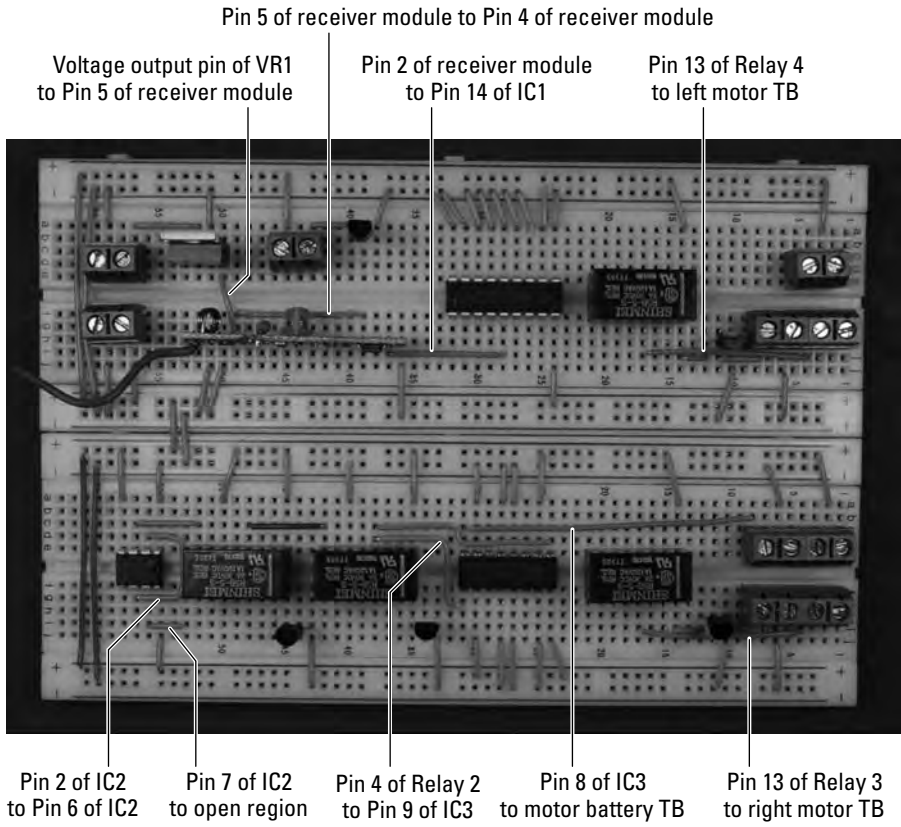 Pin 5 of receiver module to Pin 4 of receiver module
Voltage output pin of VR1
to Pin 5 of receiver module
Pin 2 of receiver module
to Pin 14 of IC1
Pin 13 of Relay 4
to left motor TB
Pin 2 of IC2
to Pin 6 of IC2
Pin 7 of IC2
to open region
Pin 4 of Relay 2
to Pin 9 of IC3
Pin 8 of IC3
to motor battery TB
Pin 13 of Relay 3
to right motor TB